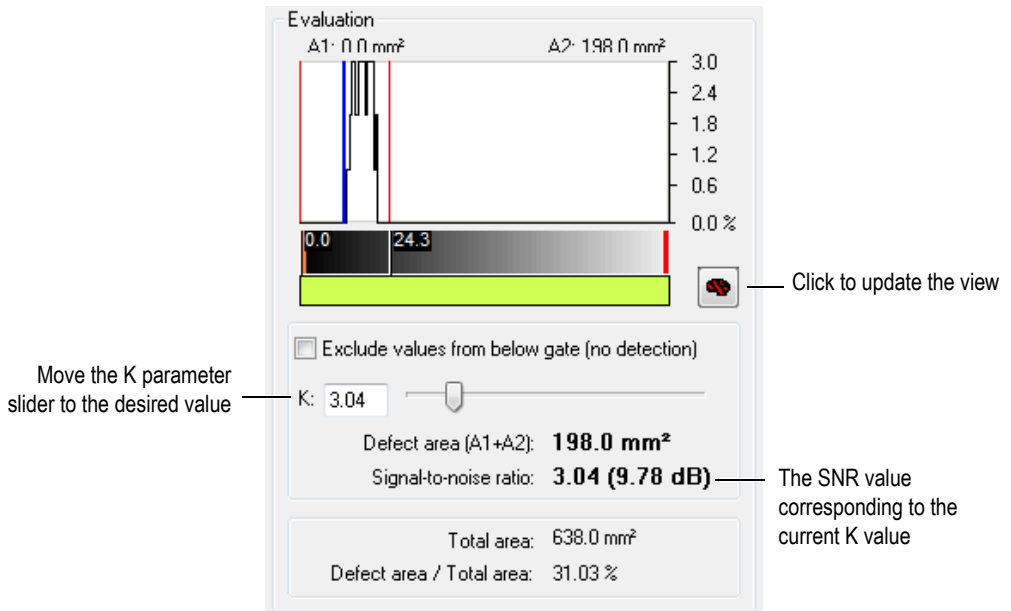 Evaluation
A1: 0.0 mm² A2: 198.0 mm²
3.0
2.4
1.8
1.2
0.6
0.0 %
0.0 24.3
Click to update the view
Exclude values from below gate (no detection)
Move the K parameter
slider to the desired value
K: 3.04
Defect area (A1+A2): 198.0 mm²
Signal-to-noise ratio: 3.04 (9.78 dB)
The SNR value
corresponding to the
current K value
Total area: 638.0 mm²
Defect area / Total area: 31.03 %